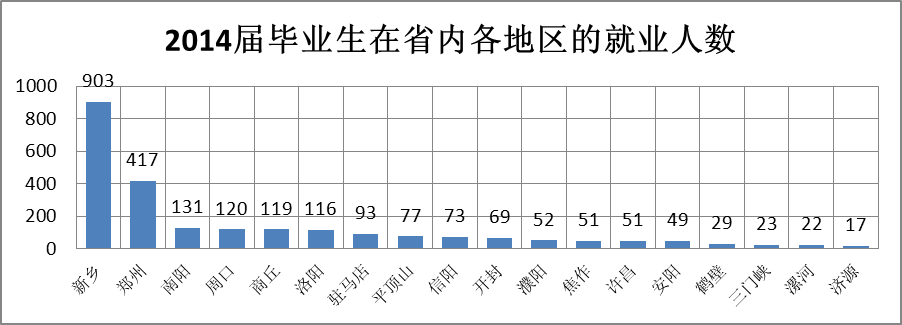 2014届毕业生在省内各地区的就业人数
1000
800
600
400
200
0
903
417
131
120
119
116
93
77
73
69
52
51
51
49
29
23
22
17
新乡
郑州
南阳
周口
商丘
洛阳
驻马店
平顶山
信阳
开封
濮阳
焦作
许昌
安阳
鹤壁
三门峡
漯河
济源